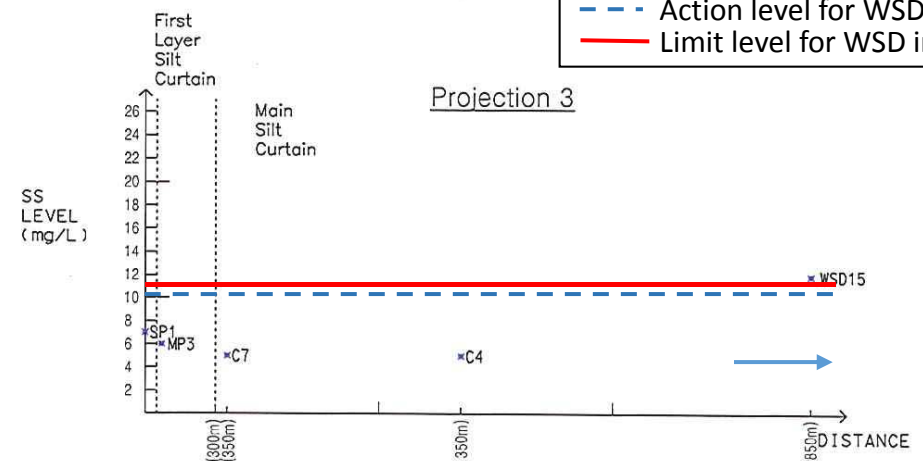 Action level for WSD
Limit level for WSD i
First
Layer
Silt
Curtain
Projection 3
Main
Silt
Curtain
SS
LEVEL
(mg/L)
26
24
22
20
18
16
14
12
10
8
6
4
2
WSD15
SP1
MP3
C7
C4
(300m)
(350m)
350m)
850m)
DISTANCE